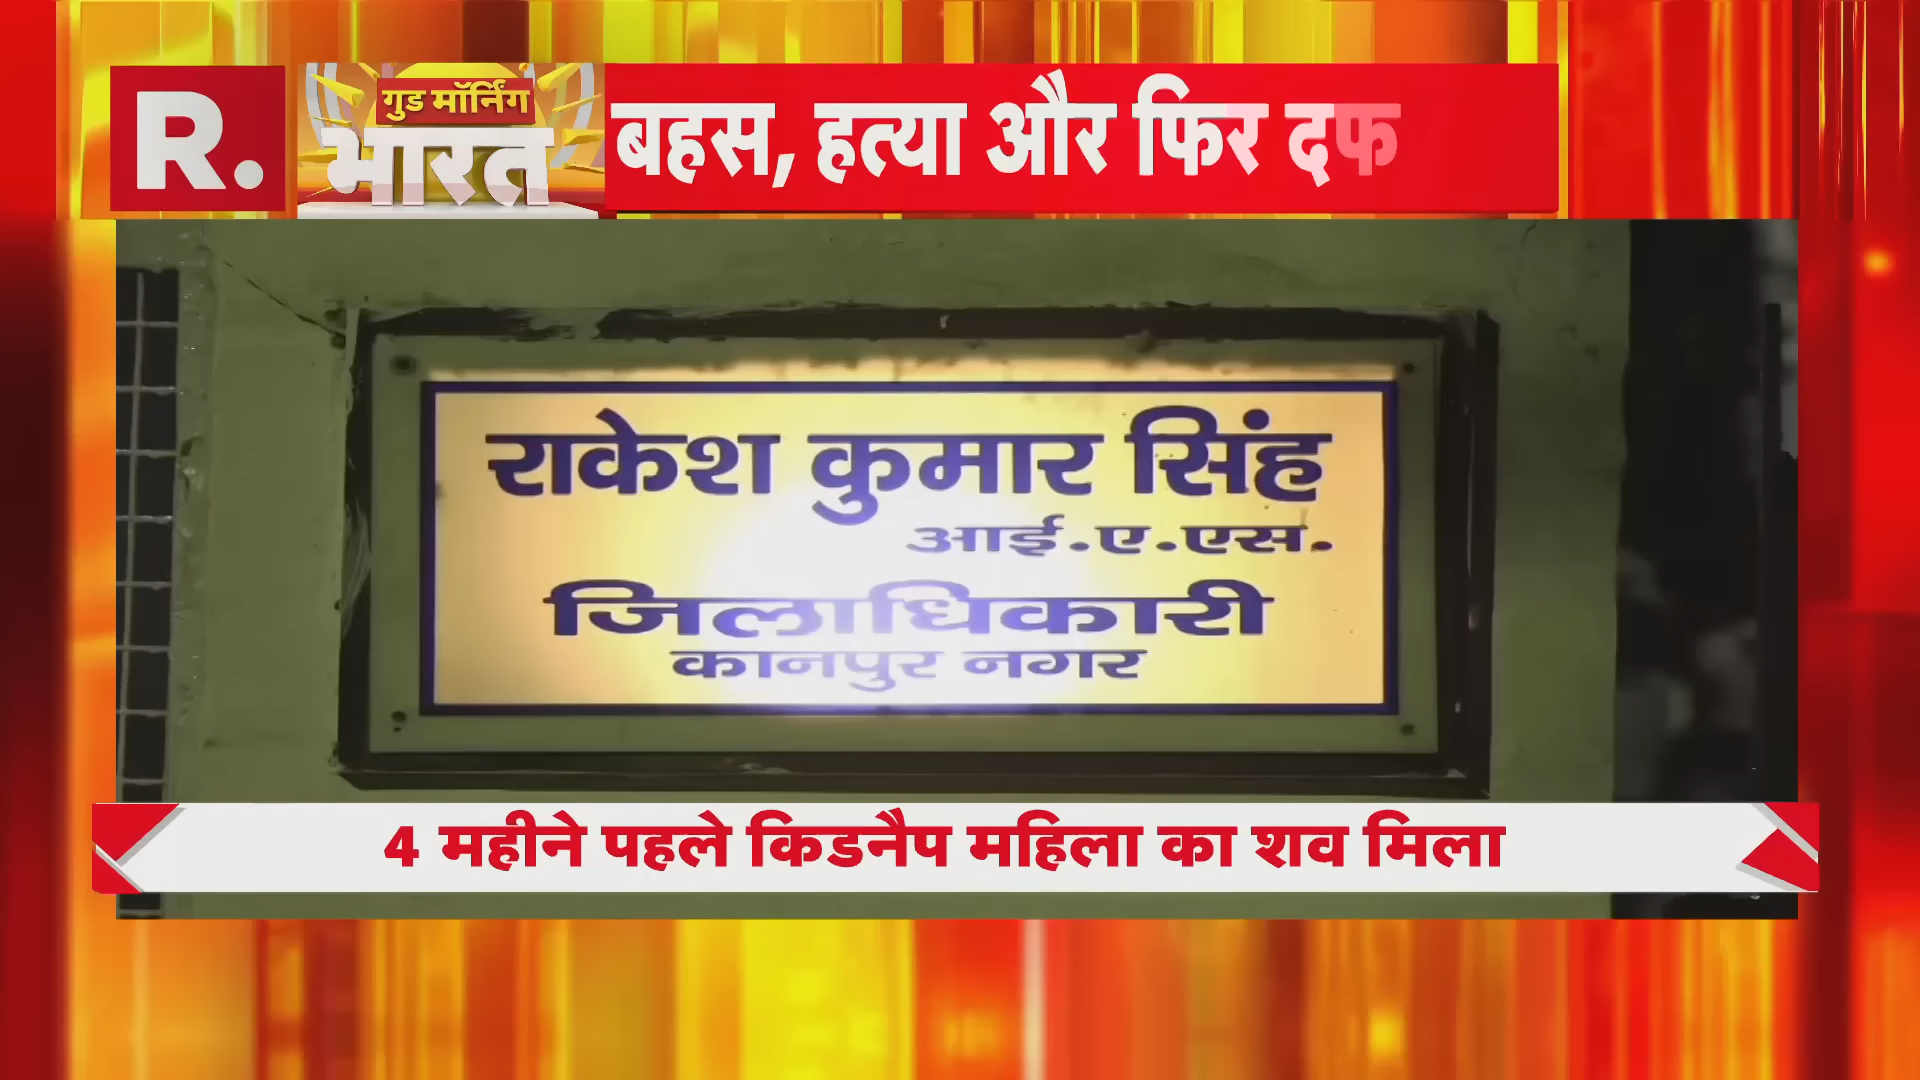 R.
गुड मॉर्निंग
भारत
बहस, हत्या और फिर दफ
राकेश कुमार सिंह
आई.ए.एस.
जिलाधिकारी
कानपुर नगर
4 महीने पहले किडनैप महिला का शव मिला